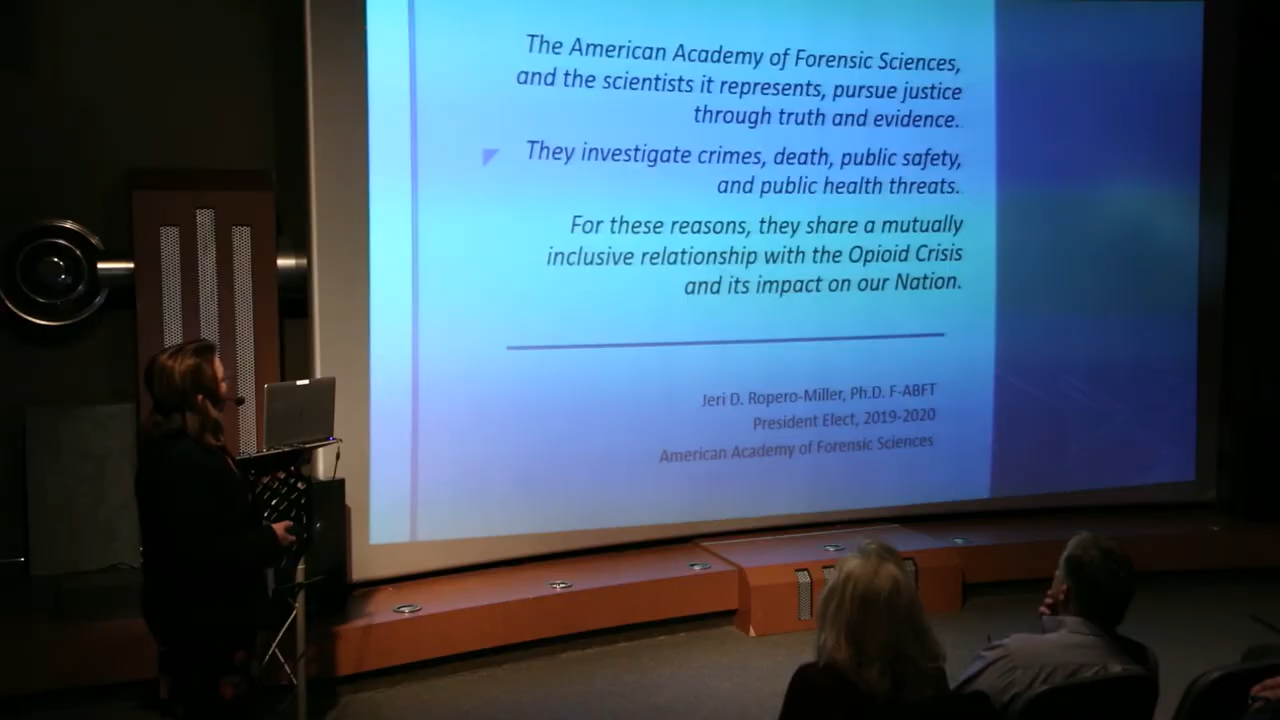 The American Academy of Forensic Sciences,
and the scientists it represents, pursue justice
through truth and evidence.
They investigate crimes, death, public safety,
and public health threats.
For these reasons, they share a mutually
inclusive relationship with the Opioid Crisis
and its impact on our Nation.
Jeri D. Ropero-Miller, Ph.D. F-ABFT
President Elect, 2019-2020
American Academy of Forensic Sciences